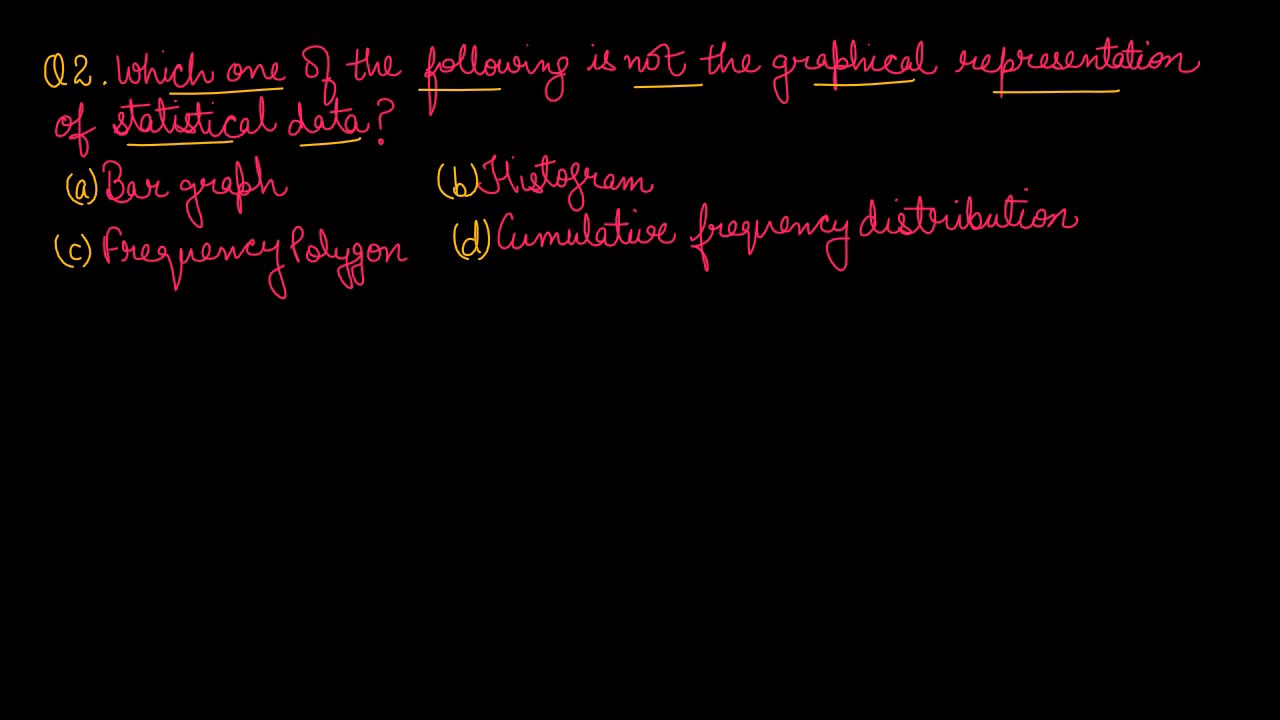 Q2. Which one of the following is not the graphical representation
of statistical data?
(a) Bar graph (b) Histogram
(c) Frequency Polygon (d) Cumulative frequency distribution